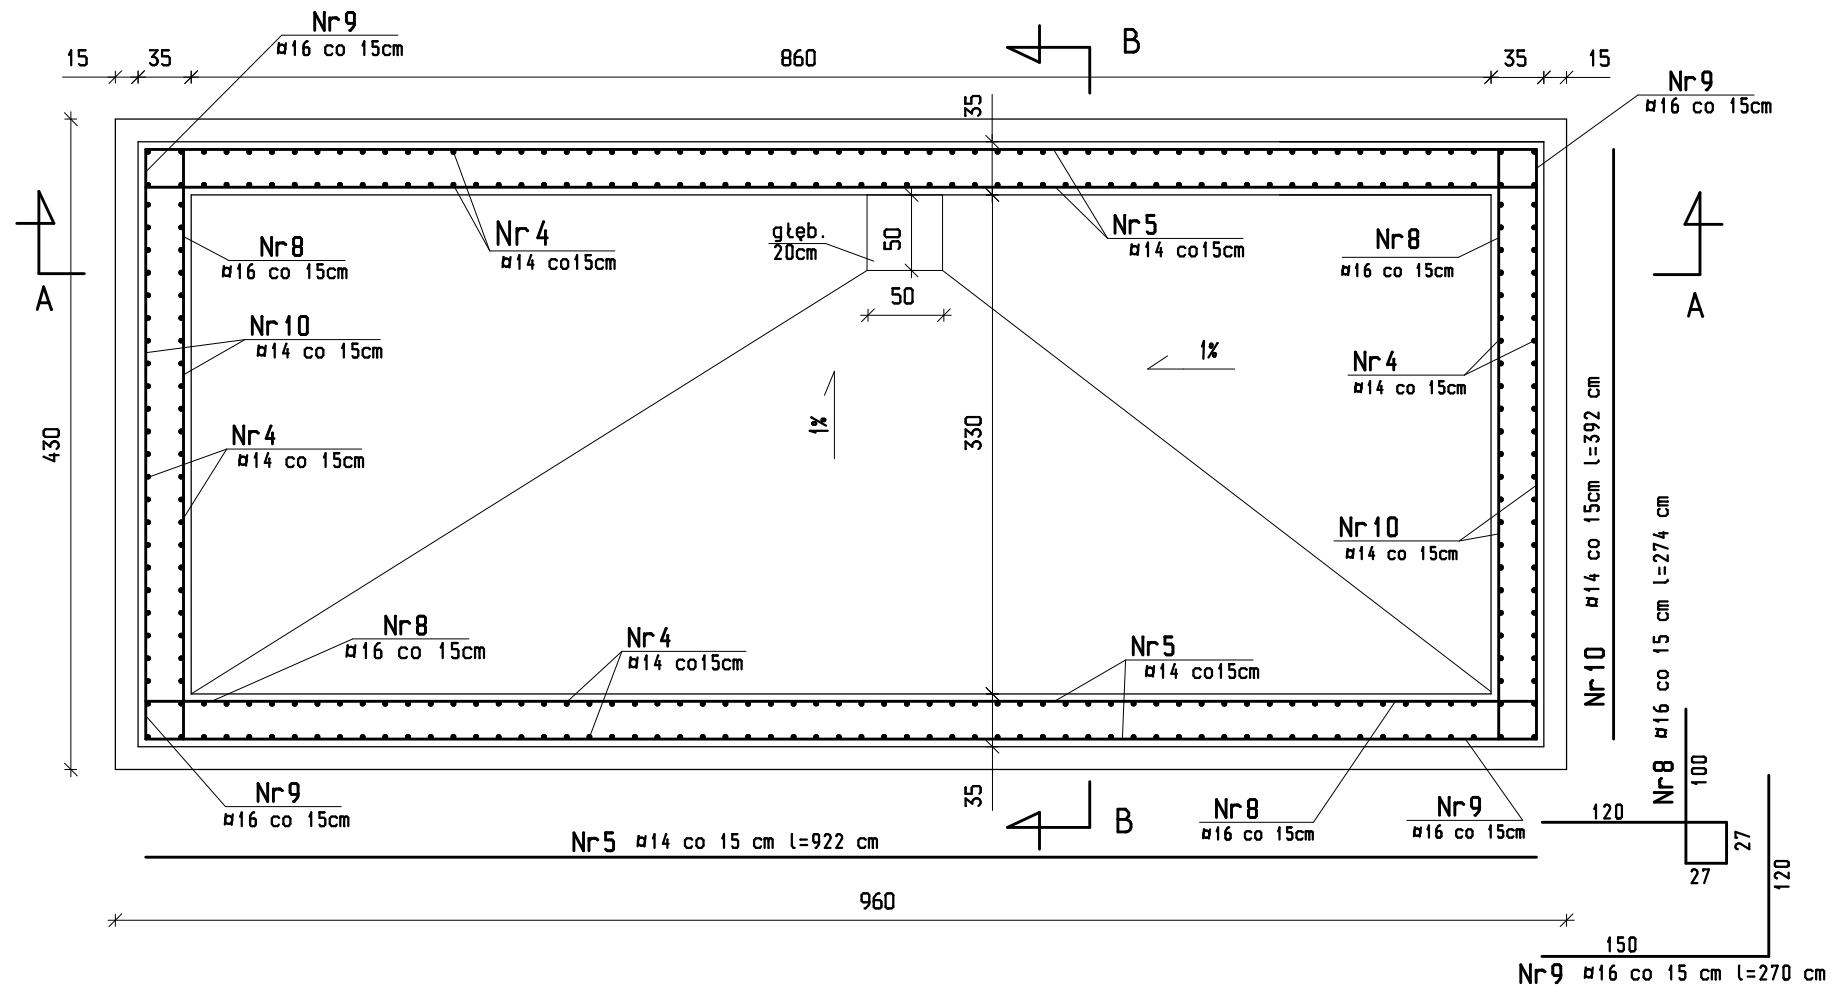 Nr9
¤16 co 15cm
B
15
35
860
35
15
Nr9
¤16 co 15cm
35
Nr4
¤14 co15cm
głęb.
20cm
50
50
Nr5
¤14 co15cm
Nr8
¤16 co 15cm
Nr8
¤16 co 15cm
A
A
Nr10
¤14 co 15cm
1%
1%
Nr4
¤14 co 15cm
430
Nr4
¤14 co 15cm
330
Nr10
¤14 co 15cm
Nr10 ¤14 co 15cm l=392 cm
Nr8 ¤16 co 15 cm l=274 cm
Nr8
¤16 co 15cm
Nr4
¤14 co15cm
Nr5
¤14 co15cm
Nr9
¤16 co 15cm
35
B
Nr8
¤16 co 15cm
Nr9
¤16 co 15cm
100
120
27
27
120
Nr5 ¤14 co 15 cm l=922 cm
960
150
Nr9 ¤16 co 15 cm l=270 cm